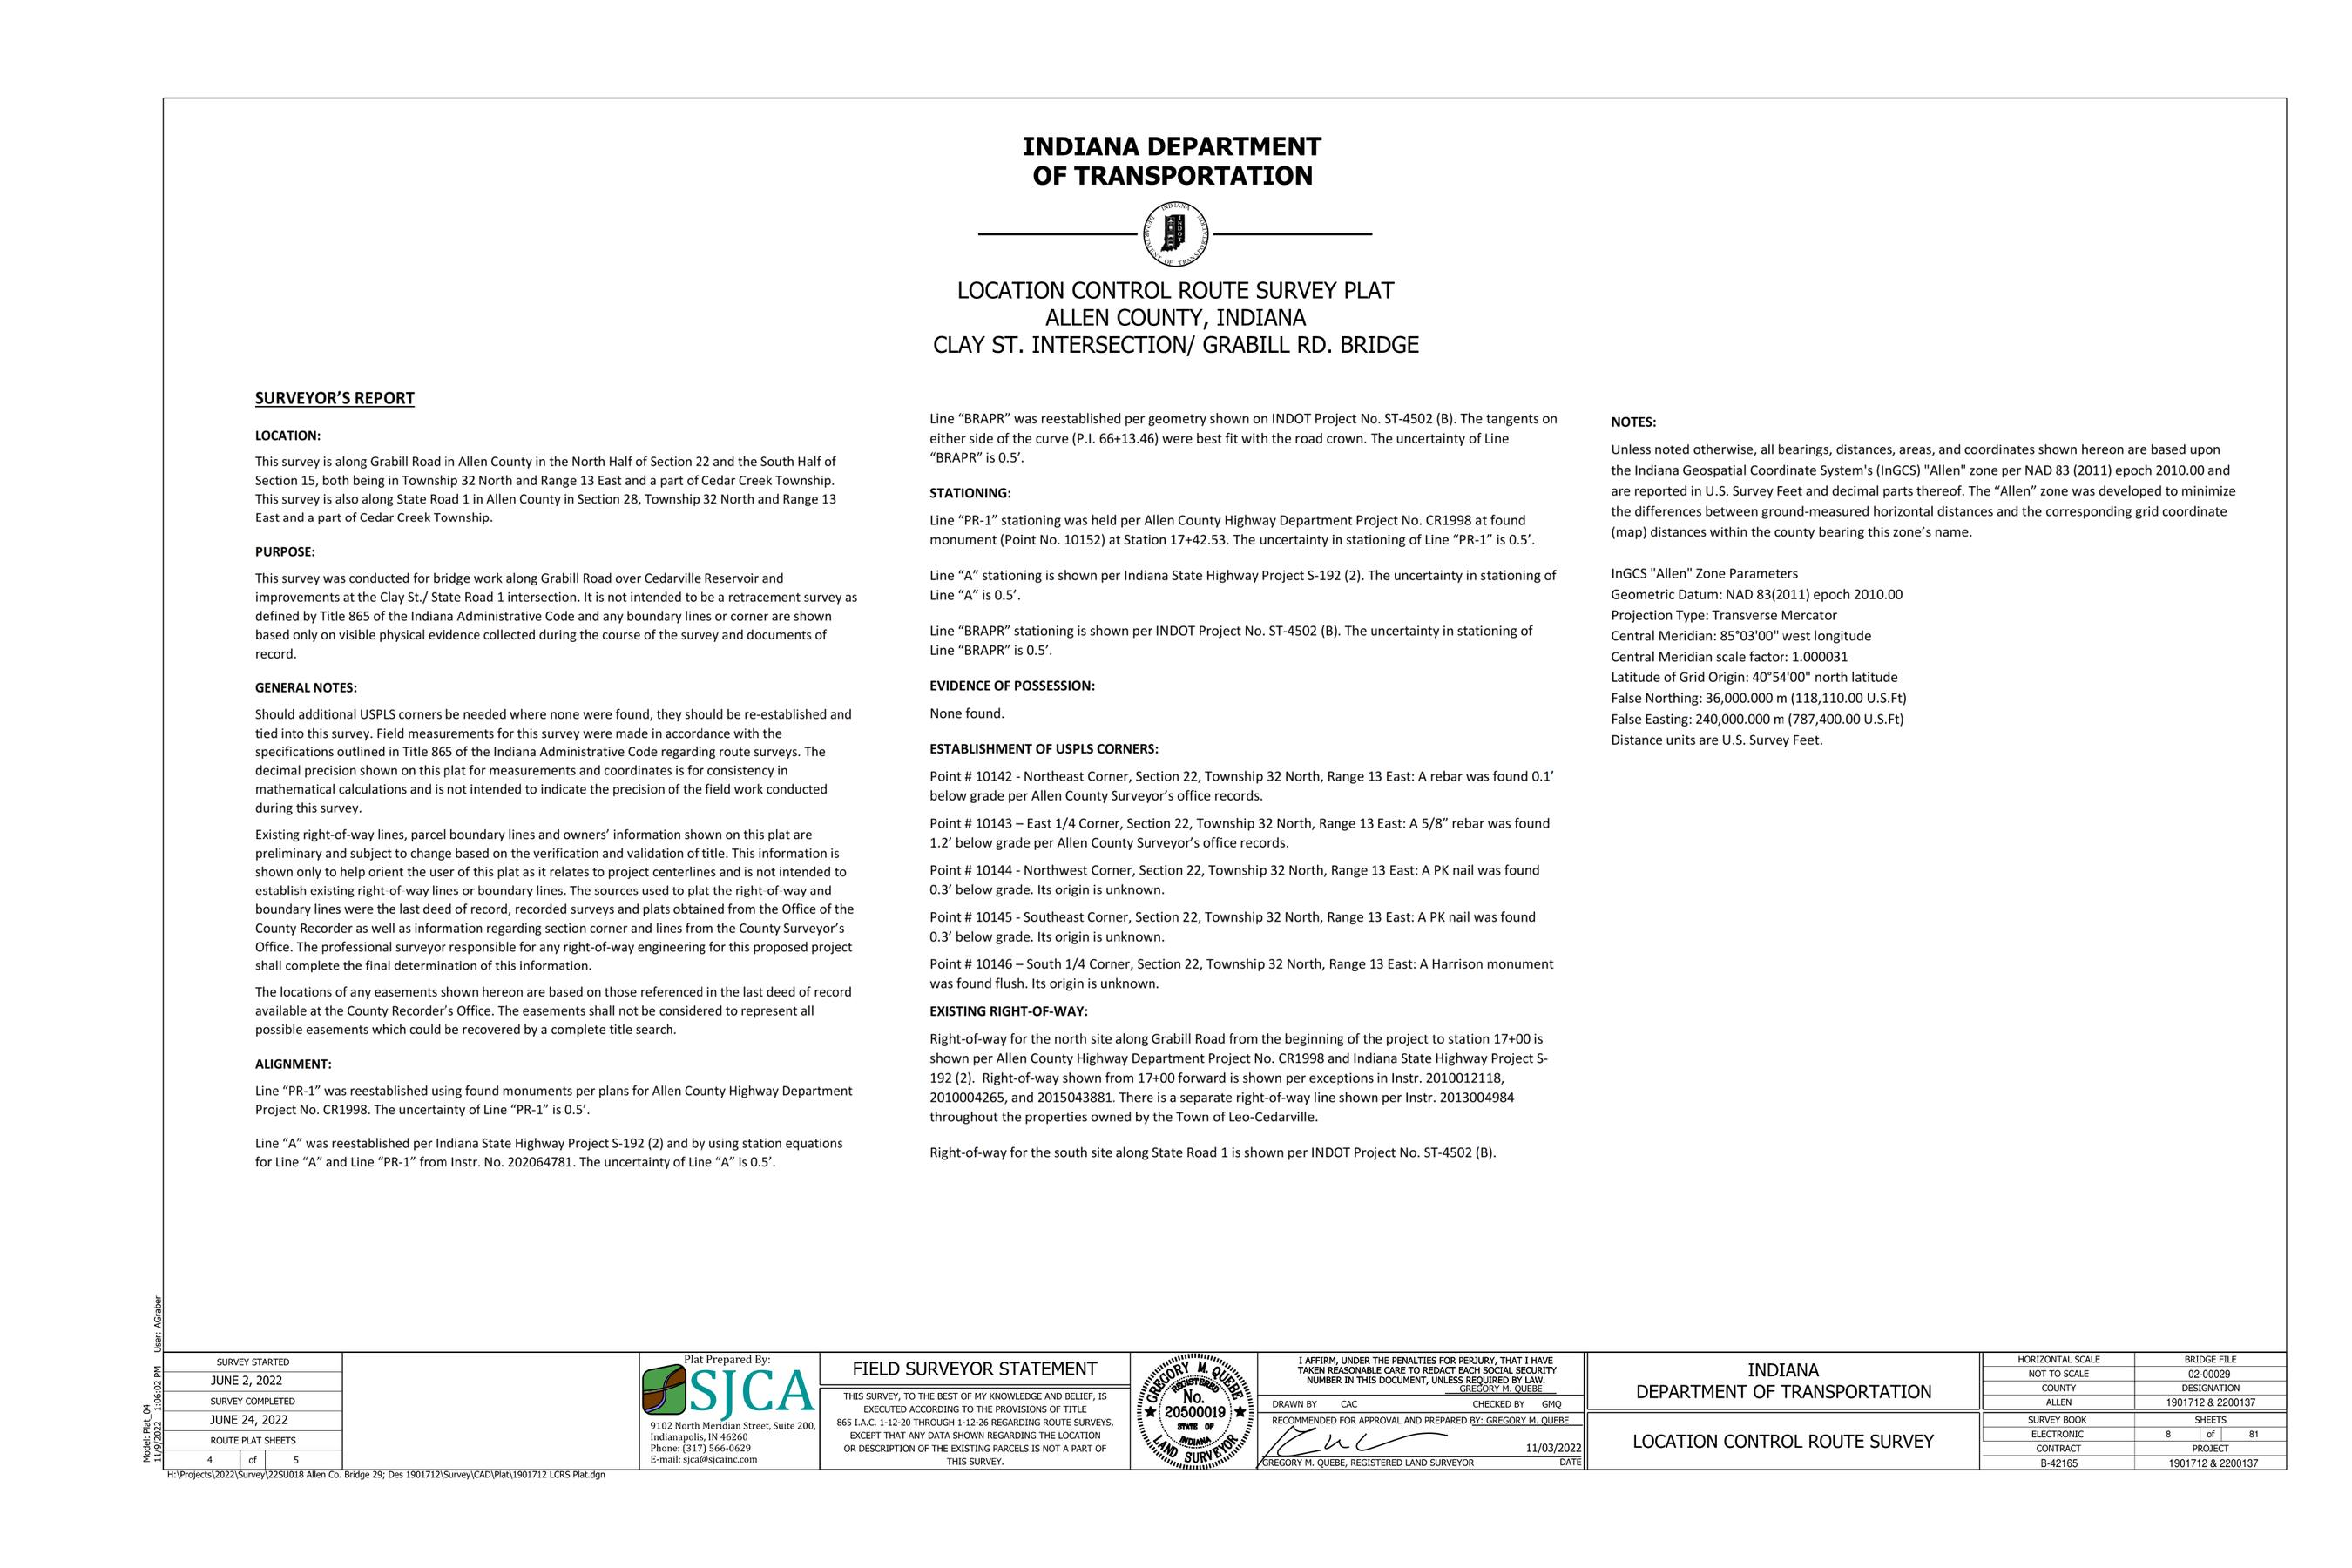 INDIANA DEPARTMENT
OF TRANSPORTATION
INDIANA
DEPARTMENT OF TRANSPORTATION
INDOT
LOCATION CONTROL ROUTE SURVEY PLAT
ALLEN COUNTY, INDIANA
CLAY ST. INTERSECTION/ GRABILL RD. BRIDGE
SURVEYOR’S REPORT
LOCATION:
This survey is along Grabill Road in Allen County in the North Half of Section 22 and the South Half of
Section 15, both being in Township 32 North and Range 13 East and a part of Cedar Creek Township.
This survey is also along State Road 1 in Allen County in Section 28, Township 32 North and Range 13
East and a part of Cedar Creek Township.
PURPOSE:
This survey was conducted for bridge work along Grabill Road over Cedarville Reservoir and
improvements at the Clay St./ State Road 1 intersection. It is not intended to be a retracement survey as
defined by Title 865 of the Indiana Administrative Code and any boundary lines or corner are shown
based only on visible physical evidence collected during the course of the survey and documents of
record.
GENERAL NOTES:
Should additional USPLS corners be needed where none were found, they should be re-established and
tied into this survey. Field measurements for this survey were made in accordance with the
specifications outlined in Title 865 of the Indiana Administrative Code regarding route surveys. The
decimal precision shown on this plat for measurements and coordinates is for consistency in
mathematical calculations and is not intended to indicate the precision of the field work conducted
during this survey.
Existing right-of-way lines, parcel boundary lines and owners’ information shown on this plat are
preliminary and subject to change based on the verification and validation of title. This information is
shown only to help orient the user of this plat as it relates to project centerlines and is not intended to
establish existing right-of-way lines or boundary lines. The sources used to plat the right-of-way and
boundary lines were the last deed of record, recorded surveys and plats obtained from the Office of the
County Recorder as well as information regarding section corner and lines from the County Surveyor’s
Office. The professional surveyor responsible for any right-of-way engineering for this proposed project
shall complete the final determination of this information.
The locations of any easements shown hereon are based on those referenced in the last deed of record
available at the County Recorder’s Office. The easements shall not be considered to represent all
possible easements which could be recovered by a complete title search.
ALIGNMENT:
Line “PR-1” was reestablished using found monuments per plans for Allen County Highway Department
Project No. CR1998. The uncertainty of Line “PR-1” is 0.5’.
Line “A” was reestablished per Indiana State Highway Project S-192 (2) and by using station equations
for Line “A” and Line “PR-1” from Instr. No. 202064781. The uncertainty of Line “A” is 0.5’.
Line “BRAPR” was reestablished per geometry shown on INDOT Project No. ST-4502 (B). The tangents on
either side of the curve (P.I. 66+13.46) were best fit with the road crown. The uncertainty of Line
“BRAPR” is 0.5’.
STATIONING:
Line “PR-1” stationing was held per Allen County Highway Department Project No. CR1998 at found
monument (Point No. 10152) at Station 17+42.53. The uncertainty in stationing of Line “PR-1” is 0.5’.
Line “A” stationing is shown per Indiana State Highway Project S-192 (2). The uncertainty in stationing of
Line “A” is 0.5’.
Line “BRAPR” stationing is shown per INDOT Project No. ST-4502 (B). The uncertainty in stationing of
Line “BRAPR” is 0.5’.
EVIDENCE OF POSSESSION:
None found.
ESTABLISHMENT OF USPLS CORNERS:
Point # 10142 - Northeast Corner, Section 22, Township 32 North, Range 13 East: A rebar was found 0.1’
below grade per Allen County Surveyor’s office records.
Point # 10143 – East 1/4 Corner, Section 22, Township 32 North, Range 13 East: A 5/8” rebar was found
1.2’ below grade per Allen County Surveyor’s office records.
Point # 10144 - Northwest Corner, Section 22, Township 32 North, Range 13 East: A PK nail was found
0.3’ below grade. Its origin is unknown.
Point # 10145 - Southeast Corner, Section 22, Township 32 North, Range 13 East: A PK nail was found
0.3’ below grade. Its origin is unknown.
Point # 10146 – South 1/4 Corner, Section 22, Township 32 North, Range 13 East: A Harrison monument
was found flush. Its origin is unknown.
EXISTING RIGHT-OF-WAY:
Right-of-way for the north site along Grabill Road from the beginning of the project to station 17+00 is
shown per Allen County Highway Department Project No. CR1998 and Indiana State Highway Project S-
192 (2). Right-of-way shown from 17+00 forward is shown per exceptions in Instr. 2010012118,
2010004265, and 2015043881. There is a separate right-of-way line shown per Instr. 2013004984
throughout the properties owned by the Town of Leo-Cedarville.
Right-of-way for the south site along State Road 1 is shown per INDOT Project No. ST-4502 (B).
NOTES:
Unless noted otherwise, all bearings, distances, areas, and coordinates shown hereon are based upon
the Indiana Geospatial Coordinate System's (InGCS) "Allen" zone per NAD 83 (2011) epoch 2010.00 and
are reported in U.S. Survey Feet and decimal parts thereof. The “Allen” zone was developed to minimize
the differences between ground-measured horizontal distances and the corresponding grid coordinate
(map) distances within the county bearing this zone’s name.
InGCS "Allen" Zone Parameters
Geometric Datum: NAD 83(2011) epoch 2010.00
Projection Type: Transverse Mercator
Central Meridian: 85°03'00" west longitude
Central Meridian scale factor: 1.000031
Latitude of Grid Origin: 40°54'00" north latitude
False Northing: 36,000.000 m (118,110.00 U.S.Ft)
False Easting: 240,000.000 m (787,400.00 U.S.Ft)
Distance units are U.S. Survey Feet.
Model: Plat_04
11/9/2022 1:06:02 PM User: AGraber
SURVEY STARTED
JUNE 2, 2022
SURVEY COMPLETED
JUNE 24, 2022
ROUTE PLAT SHEETS
4 of 5
Plat Prepared By:
SJCA
9102 North Meridian Street, Suite 200,
Indianapolis, IN 46260
Phone: (317) 566-0629
E-mail: sjca@sjcainc.com
FIELD SURVEYOR STATEMENT
THIS SURVEY, TO THE BEST OF MY KNOWLEDGE AND BELIEF, IS
EXECUTED ACCORDING TO THE PROVISIONS OF TITLE
865 I.A.C. 1-12-20 THROUGH 1-12-26 REGARDING ROUTE SURVEYS,
EXCEPT THAT ANY DATA SHOWN REGARDING THE LOCATION
OR DESCRIPTION OF THE EXISTING PARCELS IS NOT A PART OF
THIS SURVEY.
GREGORY M. QUEBE
REGISTERED
No.
20500019
STATE OF
INDIANA
LAND SURVEYOR
I AFFIRM, UNDER THE PENALTIES FOR PERJURY, THAT I HAVE
TAKEN REASONABLE CARE TO REDACT EACH SOCIAL SECURITY
NUMBER IN THIS DOCUMENT, UNLESS REQUIRED BY LAW.
GREGORY M. QUEBE
DRAWN BY CAC CHECKED BY GMQ
RECOMMENDED FOR APPROVAL AND PREPARED BY: GREGORY M. QUEBE
11/03/2022
GREGORY M. QUEBE, REGISTERED LAND SURVEYOR DATE
INDIANA
DEPARTMENT OF TRANSPORTATION
LOCATION CONTROL ROUTE SURVEY
HORIZONTAL SCALE BRIDGE FILE
NOT TO SCALE 02-00029
COUNTY DESIGNATION
ALLEN 1901712 & 2200137
SURVEY BOOK SHEETS
ELECTRONIC 8 of 81
CONTRACT PROJECT
B-42165 1901712 & 2200137
H:\Projects\2022\Survey\22SU018 Allen Co. Bridge 29; Des 1901712\Survey\CAD\Plat\1901712 LCRS Plat.dgn